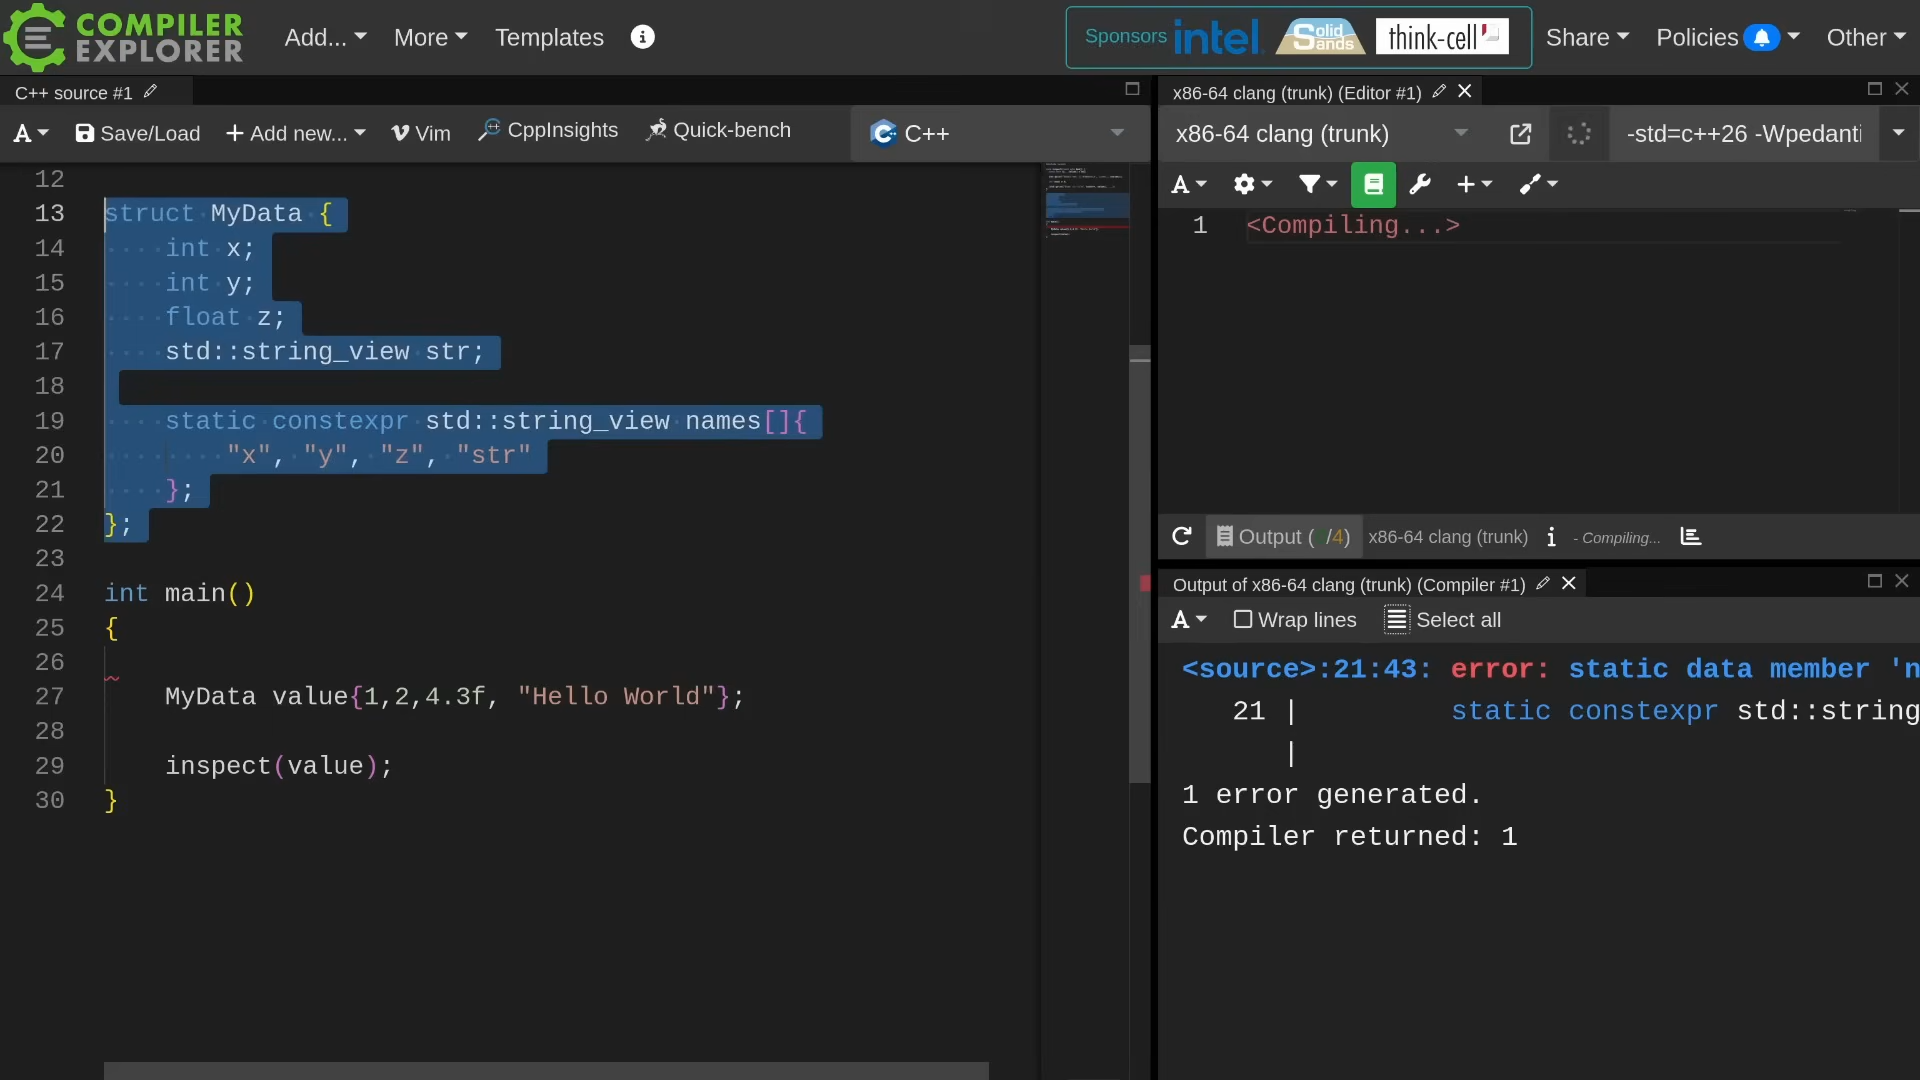 COMPILER EXPLORER
Add...
More
Templates
Sponsors intel. Solid Sands think-cell
Share
Policies
Other
C++ source #1
A
Save/Load
+ Add new...
Vim
CppInsights
Quick-bench
C++
12
13 struct MyData {
14     int x;
15     int y;
16     float z;
17     std::string_view str;
18
19     static constexpr std::string_view names[]{
20         "x", "y", "z", "str"
21     };
22 };
23
24 int main()
25 {
26
27     MyData value{1,2,4.3f, "Hello World"};
28
29     inspect(value);
30 }
x86-64 clang (trunk) (Editor #1)
x86-64 clang (trunk)
-std=c++26 -Wpedanti
A
1 <Compiling...>
Output ( /4) x86-64 clang (trunk) i - Compiling...
Output of x86-64 clang (trunk) (Compiler #1)
A Wrap lines Select all
<source>:21:43: error: static data member 'n
21 | static constexpr std::string
|
1 error generated.
Compiler returned: 1